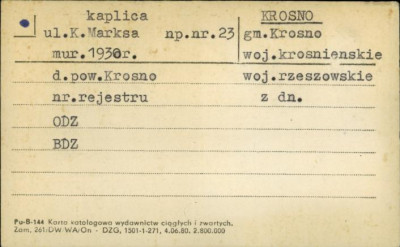 kaplica KROSNO
ul.K.Marksa np.nr.23 gm.Krosno
mur.1930r. woj.krosnienskie
d.pow.Krosno woj.rzeszowskie
nr.rejestru z dn.
ODZ
BDZ
Pu-B-144 Karta katalogowa wydawnictw ciągłych i zwartych.
Zam. 261/DW WA/On - DZG, 1501-1-271, 4.06.80. 2.800.000